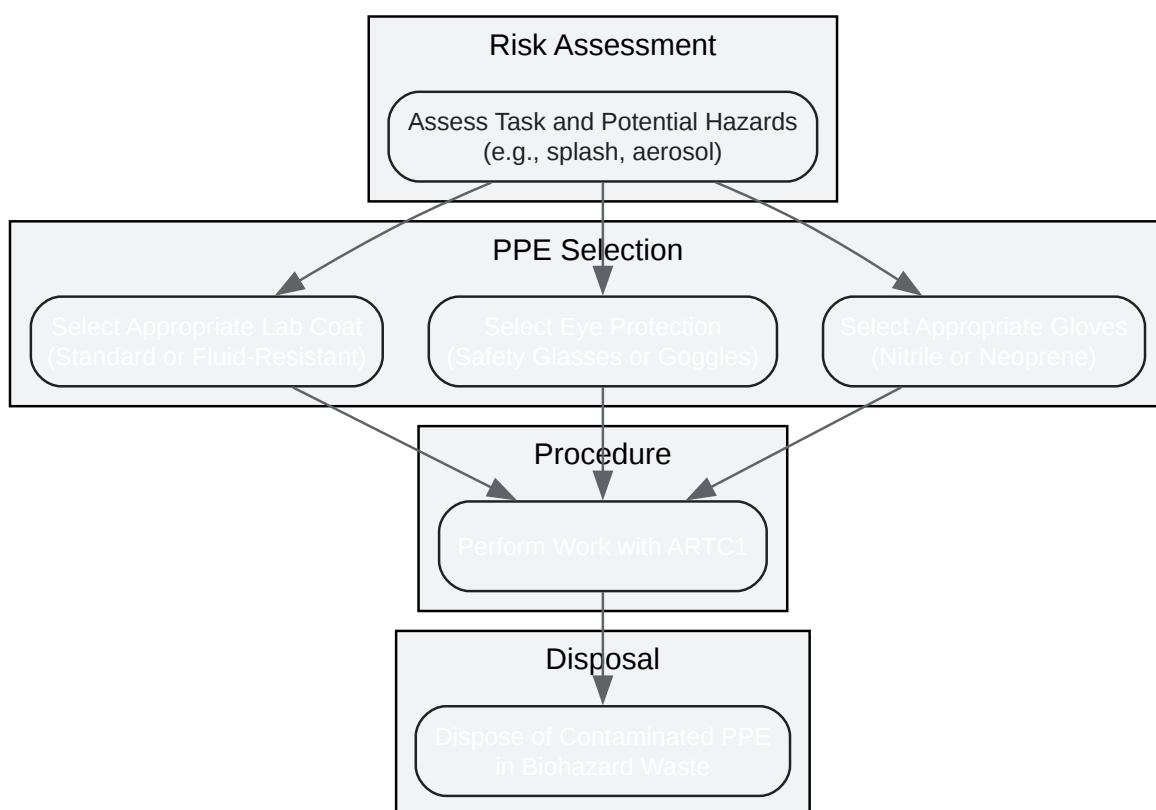 Risk Assessment
Assess Task and Potential Hazards
(e.g., splash, aerosol)
PPE Selection
Select Appropriate Lab Coat
(Standard or Fluid-Resistant)
Select Eye Protection
(Safety Glasses or Goggles)
Select Appropriate Gloves
(Nitrile or Neoprene)
Procedure
Perform Work with ARTC1
Disposal
Dispose of Contaminated PPE
in Biohazard Waste